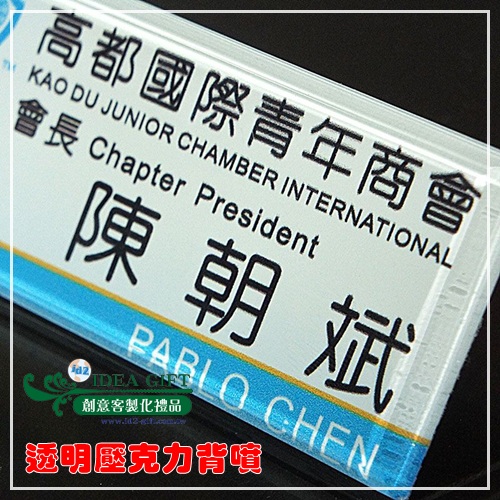 高都國際青年商會
KAO DU JUNIOR CHAMBER INTERNATIONAL
會長 Chapter President
陳朝斌
PABLO CHEN
id2 IDEA GIFT
創意客製化禮品
透明壓克力背噴